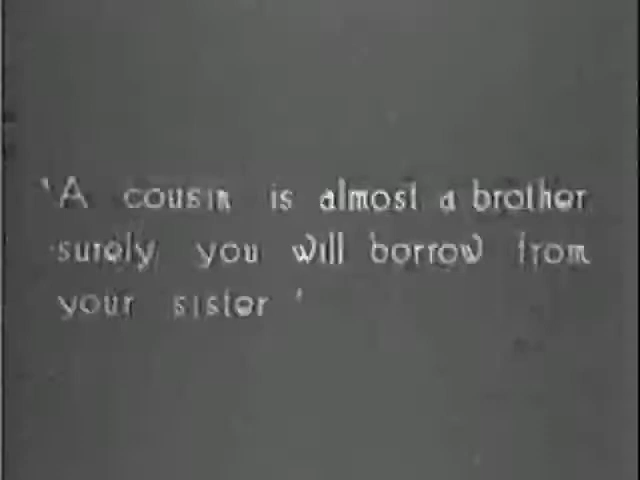 'A cousin is almost a brother
surely you will borrow from
your sister'